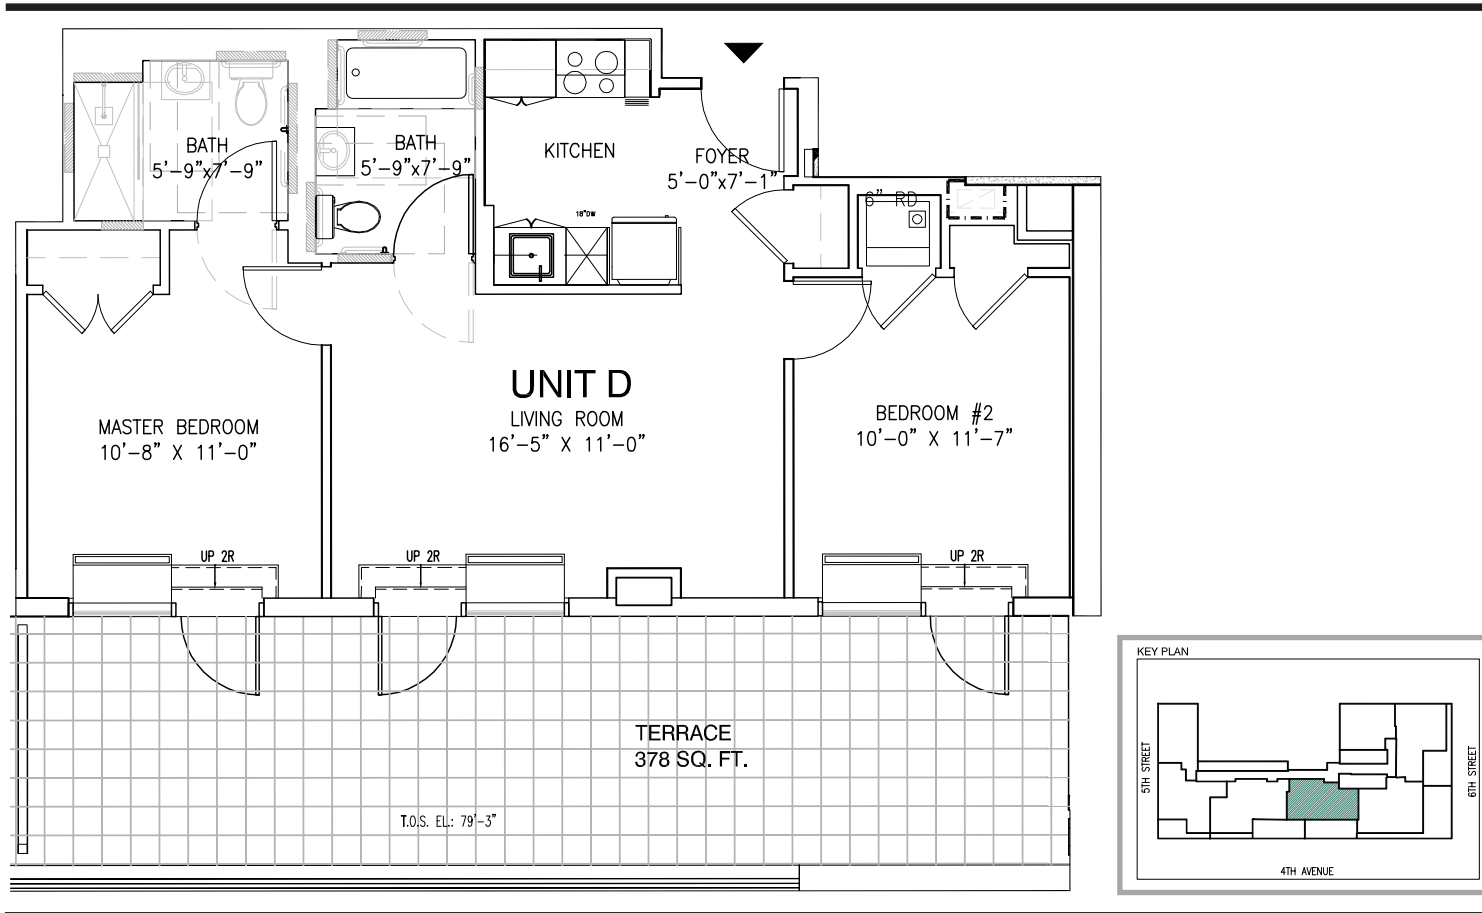 BATH
5'-9"x7'-9"
BATH
5'-9"x7'-9"
KITCHEN
FOYER
5'-0"x7'-1"
18"DW
6" RD
UNIT D
LIVING ROOM
16'-5" X 11'-0"
MASTER BEDROOM
10'-8" X 11'-0"
BEDROOM #2
10'-0" X 11'-7"
UP 2R
UP 2R
UP 2R
TERRACE
378 SQ. FT.
T.O.S. EL.: 79'-3"
KEY PLAN
5TH STREET
6TH STREET
4TH AVENUE